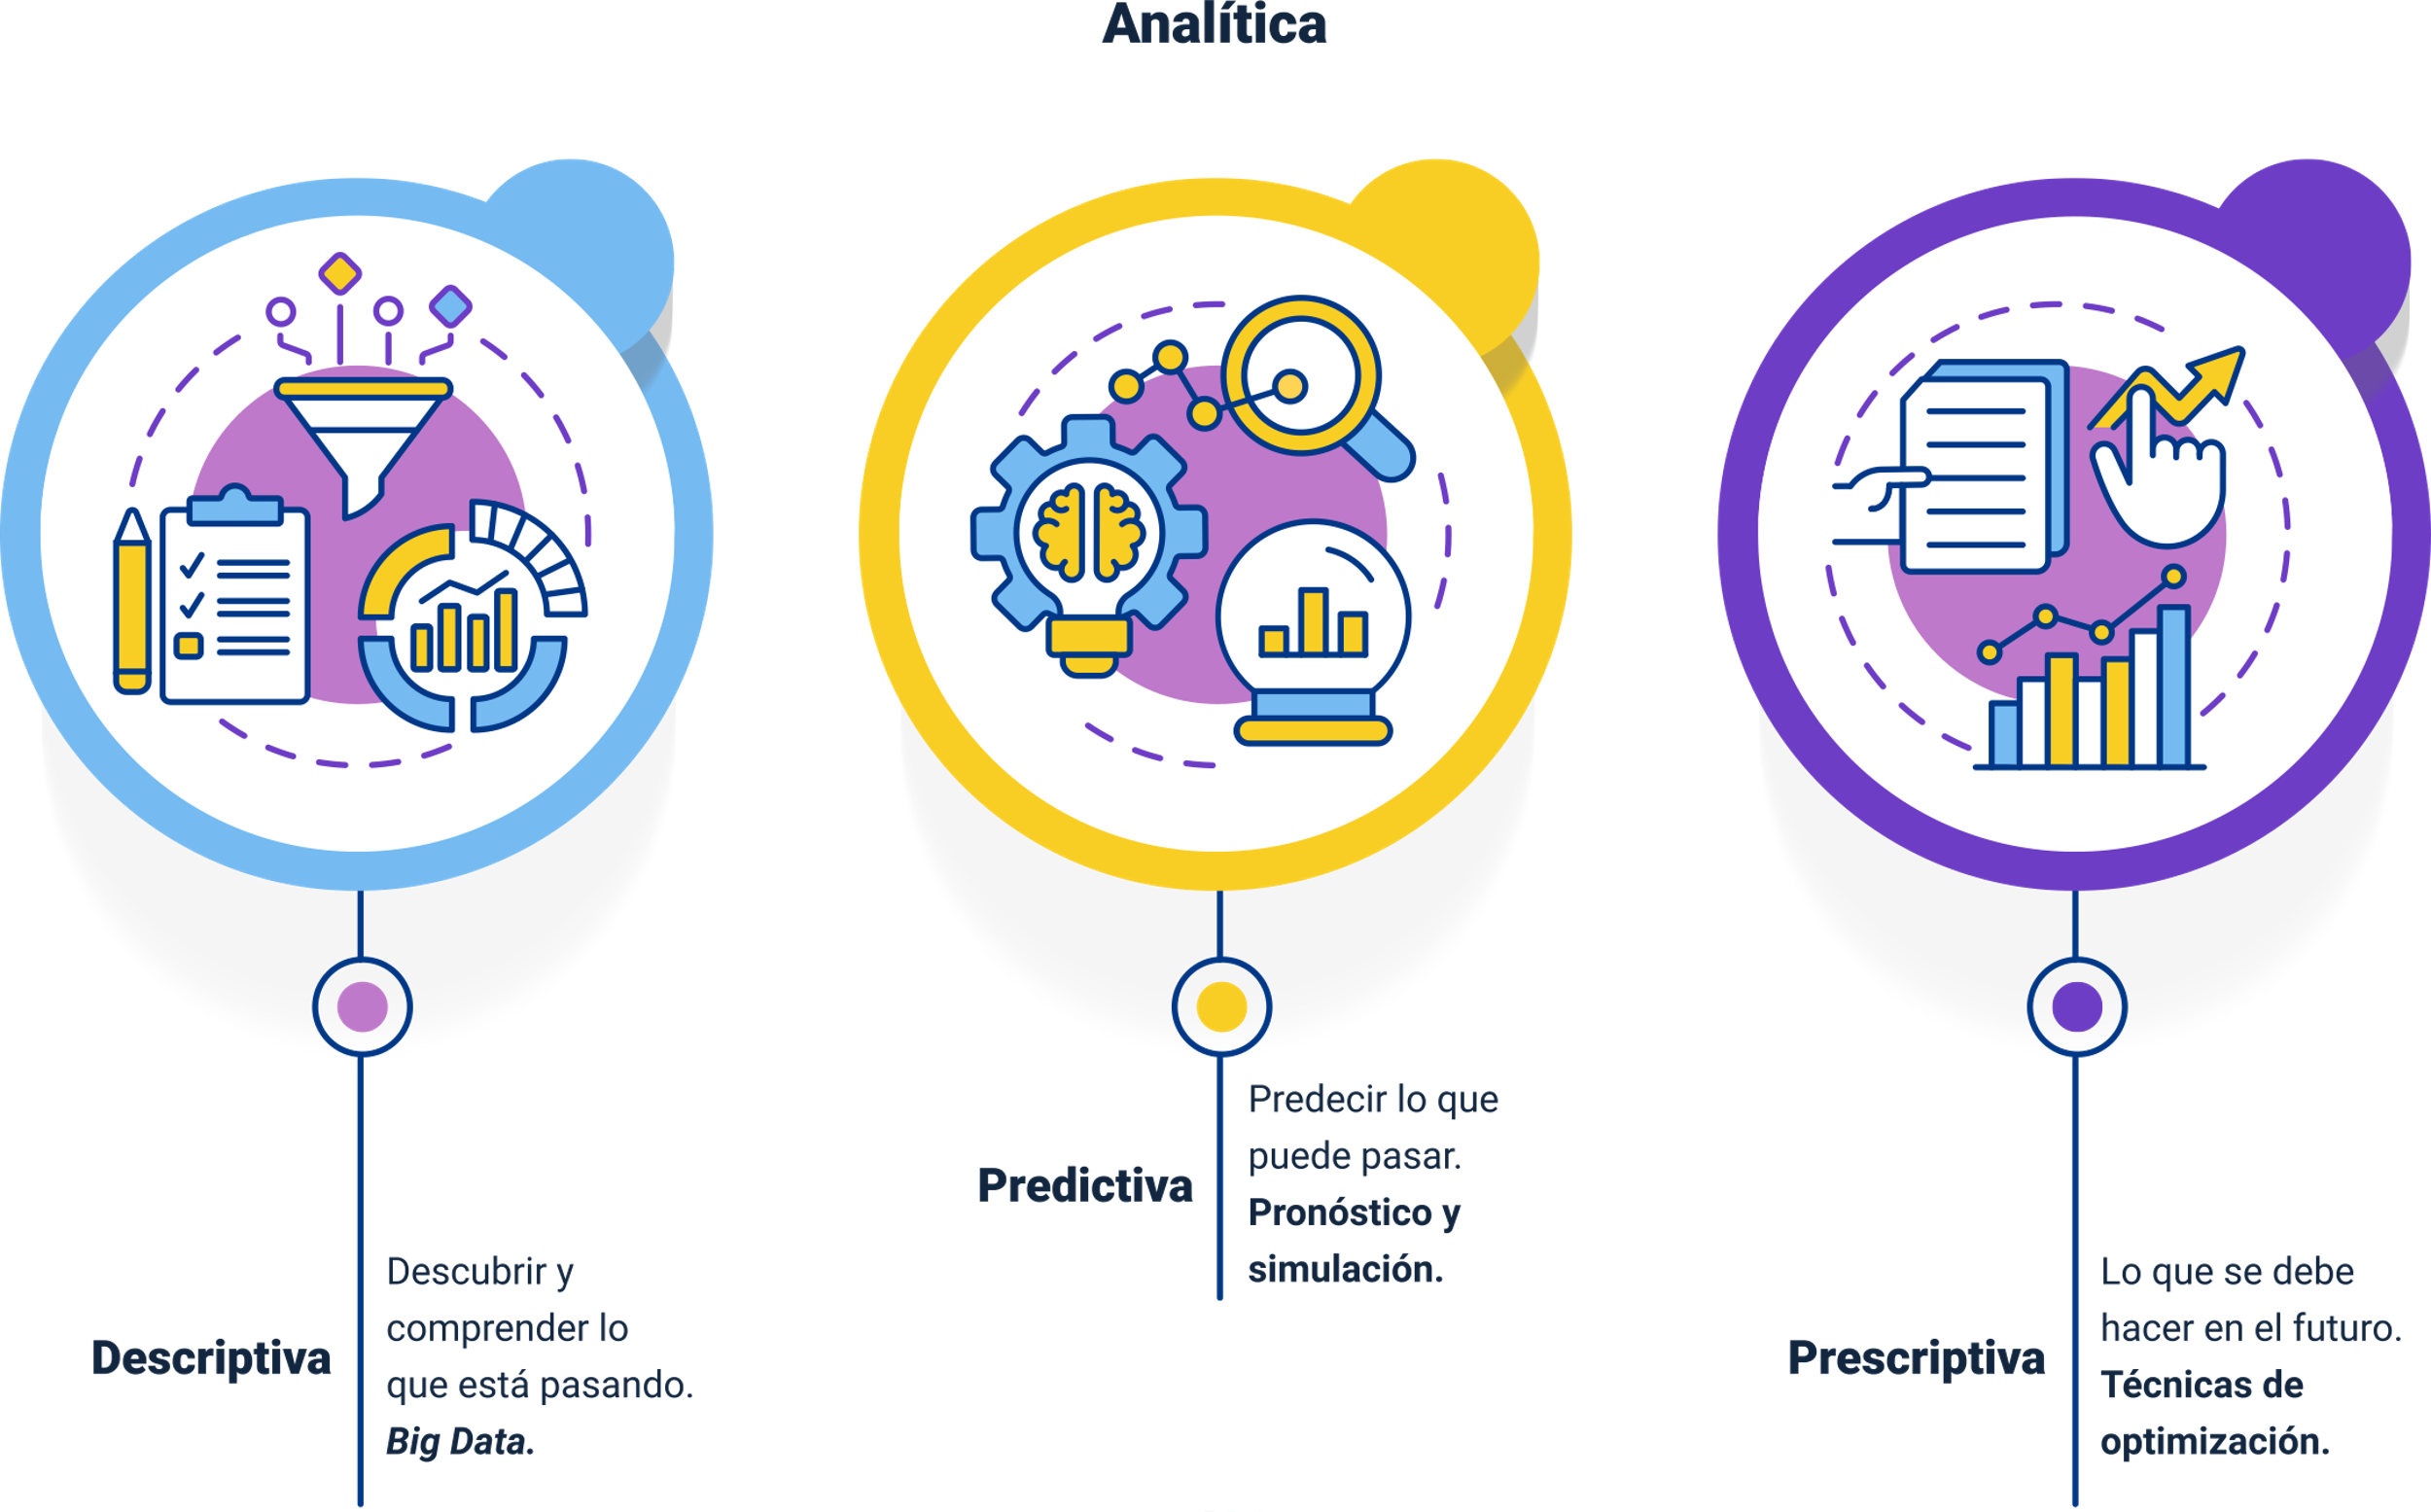 Analítica
Descriptiva
Descubrir y
comprender lo
que está pasando.
Big Data.
Predictiva
Predecir lo que
puede pasar.
Pronóstico y
simulación.
Prescriptiva
Lo que se debe
hacer en el futuro.
Técnicas de
optimización.